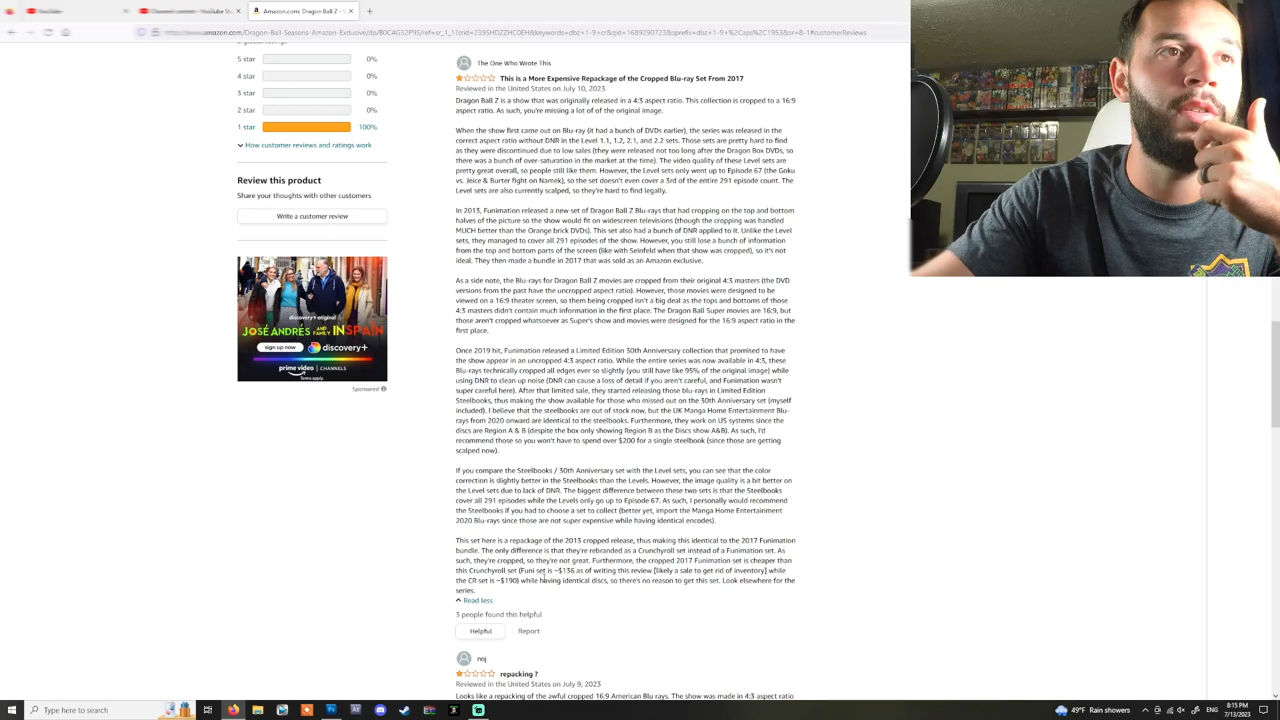 YouTube
YouTube St
Amazon.com: Dragon Ball Z - S
5 star 0%
4 star 0%
3 star 0%
2 star 0%
1 star 100%
How customer reviews and ratings work
Review this product
Share your thoughts with other customers
Write a customer review
discovery+ original
JOSÉ ANDRÉS AND FAMILY IN SPAIN
sign up now discovery+
prime video CHANNELS
Terms apply.
Sponsored
The One Who Wrote This
This is a More Expensive Repackage of the Cropped Blu-ray Set From 2017
Reviewed in the United States on July 10, 2023
Dragon Ball Z is a show that was originally released in a 4:3 aspect ratio. This collection is cropped to a 16:9
aspect ratio. As such, you're missing a lot of of the original image.
When the show first came out on Blu-ray (it had a bunch of DVDs earlier), the series was released in the
correct aspect ratio without DNR in the Level 1.1, 1.2, 2.1, and 2.2 sets. Those sets are pretty hard to find
as they were discontinued due to low sales (they were released not too long after the Dragon Box DVDs, so
there was a bunch of over-saturation in the market at the time). The video quality of these Level sets are
pretty great overall, so people still like them. However, the Level sets only went up to Episode 67 (the Goku
vs. Jeice & Burter fight on Namek), so the set doesn't even cover a 3rd of the entire 291 episode count. The
Level sets are also currently scalped, so they're hard to find legally.
In 2013, Funimation released a new set of Dragon Ball Z Blu-rays that had cropping on the top and bottom
halves of the picture so the show would fit on widescreen televisions (though the cropping was handled
MUCH better than the Orange brick DVDs). This set also had a bunch of DNR applied to it. Unlike the Level
sets, they managed to cover all 291 episodes of the show. However, you still lose a bunch of information
from the top and bottom parts of the screen (like with Seinfeld when that show was cropped), so it's not
ideal. They then made a bundle in 2017 that was sold as an Amazon exclusive.
As a side note, the Blu-rays for Dragon Ball Z movies are cropped from their original 4:3 masters (the DVD
versions from the past have the uncropped aspect ratio). However, those movies were designed to be
viewed on a 16:9 theater screen, so them being cropped isn't a big deal as the tops and bottoms of those
4:3 masters didn't contain much information in the first place. The Dragon Ball Super movies are 16:9, but
those aren't cropped whatsoever as Super's show and movies were designed for the 16:9 aspect ratio in the
first place.
Once 2019 hit, Funimation released a Limited Edition 30th Anniversary collection that promised to have
the show appear in an uncropped 4:3 aspect ratio. While the entire series was now available in 4:3, these
Blu-rays technically cropped all edges ever so slightly (you still have like 95% of the original image) while
using DNR to clean up noise (DNR can cause a loss of detail if you aren't careful, and Funimation wasn't
super careful here). After that limited sale, they started releasing those blu-rays in Limited Edition
Steelbooks, thus making the show available for those who missed out on the 30th Anniversary set (myself
included). I believe that the steelbooks are out of stock now, but the UK Manga Home Entertainment Blu-
rays from 2020 onward are identical to the steelbooks. Furthermore, they work on US systems since the
discs are Region A & B (despite the box only showing Region B as the Discs show A&B). As such, I'd
recommend those so you won't have to spend over $200 for a single steelbook (since those are getting
scalped now).
If you compare the Steelbooks / 30th Anniversary set with the Level sets, you can see that the color
correction is slightly better in the Steelbooks than the Levels. However, the image quality is a bit better on
the Level sets due to lack of DNR. The biggest difference between these two sets is that the Steelbooks
cover all 291 episodes while the Levels only go up to Episode 67. As such, I personally would recommend
the Steelbooks if you had to choose a set to collect (better yet, import the Manga Home Entertainment
2020 Blu-rays since those are not super expensive while having identical encodes).
This set here is a repackage of the 2013 cropped release, thus making this identical to the 2017 Funimation
bundle. The only difference is that they're rebranded as a Crunchyroll set instead of a Funimation set. As
such, they're cropped, so they're not great. Furthermore, the cropped 2017 Funimation set is cheaper than
this Crunchyroll set (Funi set is ~$136 as of writing this review [likely a sale to get rid of inventory] while
the CR set is ~$190) while having identical discs, so there's no reason to get this set. Look elsewhere for the
series.
Read less
3 people found this helpful
Helpful Report
noj
repacking ?
Reviewed in the United States on July 9, 2023
Looks like a repacking of the awful cropped 16:9 American Blu rays. The show was made in 4:3 aspect ratio
Type here to search
49°F Rain showers
ENG
8:15 PM
7/13/2023